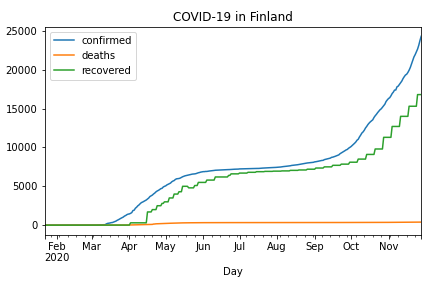 COVID-19 in Finland
confirmed
deaths
recovered
25000
20000
15000
10000
5000
0
Feb Mar Apr May Jun Jul Aug Sep Oct Nov
2020
Day